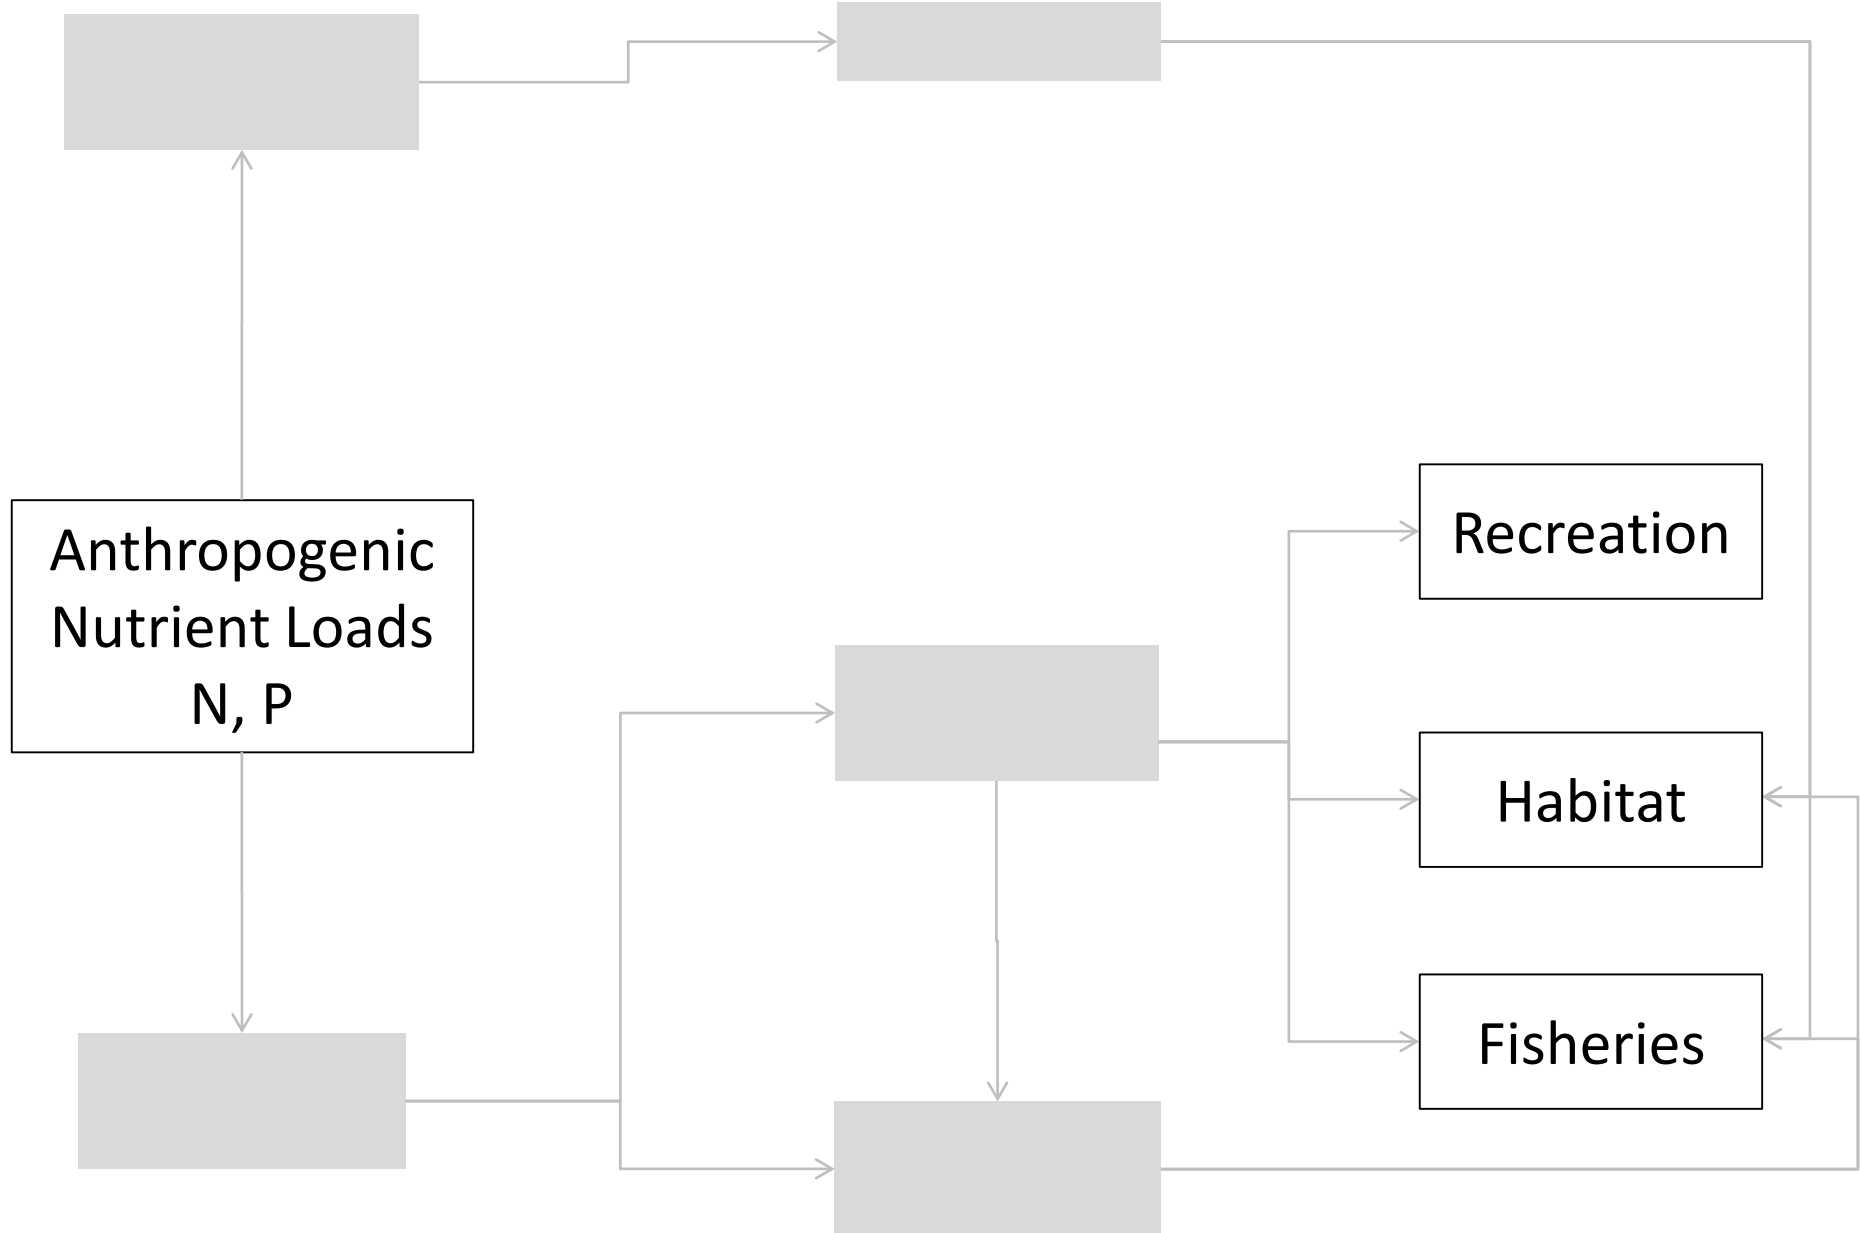 Anthropogenic
Nutrient Loads
N, P
Recreation
Habitat
Fisheries